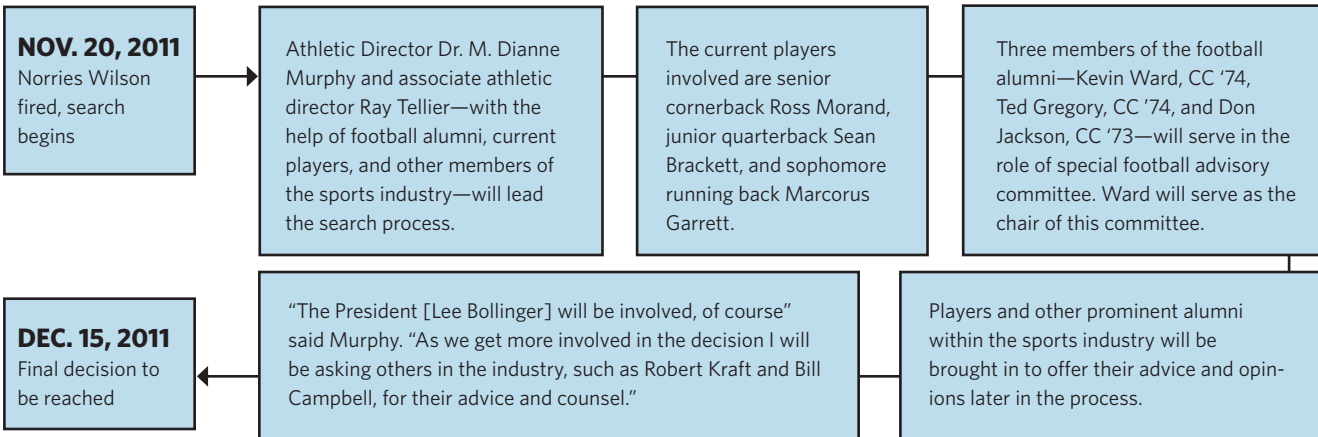 NOV. 20, 2011
Norries Wilson
fired, search
begins
Athletic Director Dr. M. Dianne
Murphy and associate athletic
director Ray Tellier—with the
help of football alumni, current
players, and other members of
the sports industry—will lead
the search process.
The current players
involved are senior
cornerback Ross Morand,
junior quarterback Sean
Brackett, and sophomore
running back Marcorus
Garrett.
Three members of the football
alumni—Kevin Ward, CC ‘74,
Ted Gregory, CC ’74, and Don
Jackson, CC ‘73—will serve in the
role of special football advisory
committee. Ward will serve as the
chair of this committee.
Players and other prominent alumni
within the sports industry will be
brought in to offer their advice and opin-
ions later in the process.
“The President [Lee Bollinger] will be involved, of course”
said Murphy. “As we get more involved in the decision I will
be asking others in the industry, such as Robert Kraft and Bill
Campbell, for their advice and counsel.”
DEC. 15, 2011
Final decision to
be reached